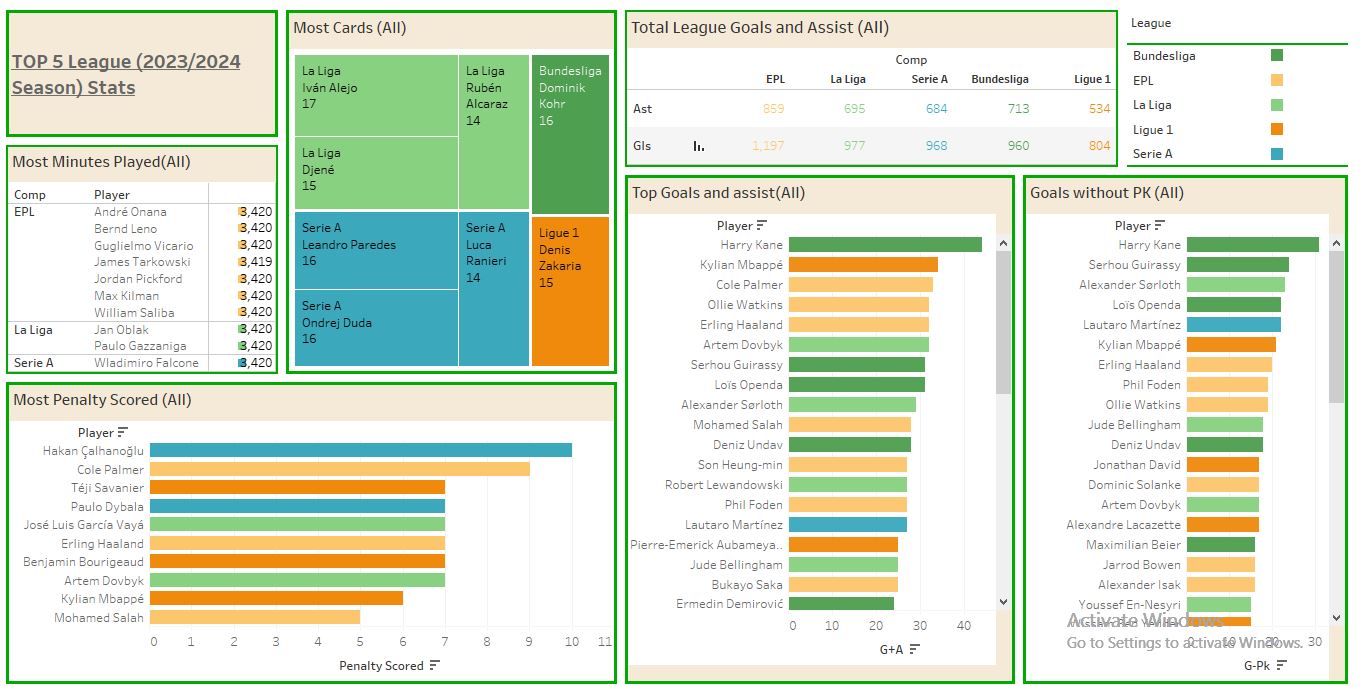 TOP 5 League (2023/2024
Season) Stats
Most Minutes Played(All)
Comp Player
EPL André Onana 3,420
Bernd Leno 3,420
Guglielmo Vicario 3,420
James Tarkowski 3,419
Jordan Pickford 3,420
Max Kilman 3,420
William Saliba 3,420
La Liga Jan Oblak 3,420
Paulo Gazzaniga 3,420
Serie A Wladimiro Falcone 3,420
Most Cards (All)
La Liga
Iván Alejo
17
La Liga
Djené
15
La Liga
Rubén
Alcaraz
14
Bundesliga
Dominik
Kohr
16
Serie A
Leandro Paredes
16
Serie A
Ondrej Duda
16
Serie A
Luca
Ranieri
14
Ligue 1
Denis
Zakaria
15
Total League Goals and Assist (All)
Comp
EPL La Liga Serie A Bundesliga Ligue 1
Ast 859 695 684 713 534
Gls 1,197 977 968 960 804
League
Bundesliga
EPL
La Liga
Ligue 1
Serie A
Most Penalty Scored (All)
Player
Hakan Çalhanoğlu
Cole Palmer
Téji Savanier
Paulo Dybala
José Luis García Vayá
Erling Haaland
Benjamin Bourigeaud
Artem Dovbyk
Kylian Mbappé
Mohamed Salah
0 1 2 3 4 5 6 7 8 9 10 11
Penalty Scored
Top Goals and assist(All)
Player
Harry Kane
Kylian Mbappé
Cole Palmer
Ollie Watkins
Erling Haaland
Artem Dovbyk
Serhou Guirassy
Loïs Openda
Alexander Sørloth
Mohamed Salah
Deniz Undav
Son Heung-min
Robert Lewandowski
Phil Foden
Lautaro Martínez
Pierre-Emerick Aubameya..
Jude Bellingham
Bukayo Saka
Ermedin Demirović
0 10 20 30 40
G+A
Goals without PK (All)
Player
Harry Kane
Serhou Guirassy
Alexander Sørloth
Loïs Openda
Lautaro Martínez
Kylian Mbappé
Erling Haaland
Phil Foden
Ollie Watkins
Jude Bellingham
Deniz Undav
Jonathan David
Dominic Solanke
Artem Dovbyk
Alexandre Lacazette
Maximilian Beier
Jarrod Bowen
Alexander Isak
Youssef En-Nesyri
0 10 20 30
G-Pk
Activate Windows
Go to Settings to activate Windows.